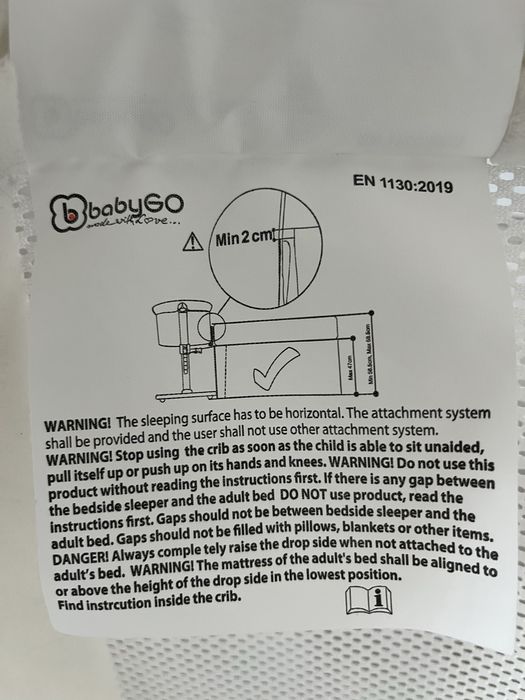 babyGO
made with Love...
EN 1130:2019
Min 2 cm
Max 47cm
WARNING! The sleeping surface has to be horizontal. The attachment system
shall be provided and the user shall not use other attachment system.
WARNING! Stop using the crib as soon as the child is able to sit unaided,
pull itself up or push up on its hands and knees. WARNING! Do not use this
product without reading the instructions first. If there is any gap between
the bedside sleeper and the adult bed DO NOT use product, read the
instructions first. Gaps should not be between bedside sleeper and the
adult bed. Gaps should not be filled with pillows, blankets or other items.
DANGER! Always comple tely raise the drop side when not attached to the
adult's bed. WARNING! The mattress of the adult's bed shall be aligned to
or above the height of the drop side in the lowest position.
Find instrcution inside the crib.
i